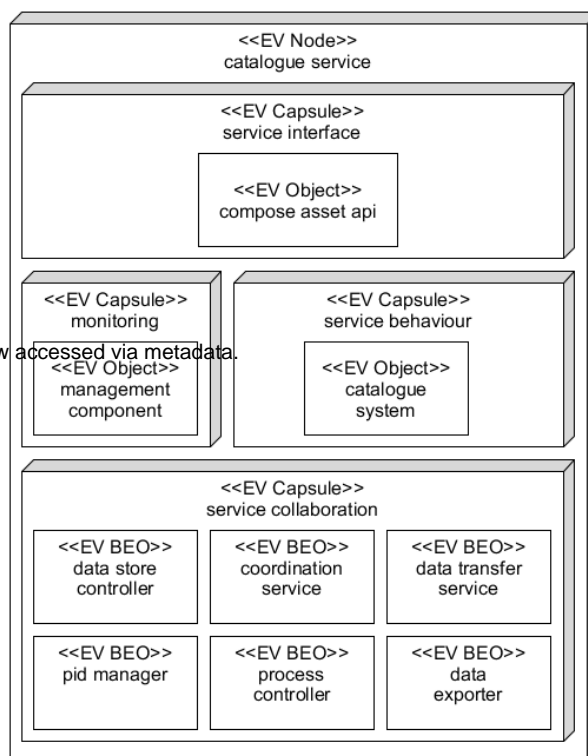 <<EV Node>>
catalogue service
<<EV Capsule>>
service interface
<<EV Object>>
compose asset api
<<EV Capsule>>
monitoring
<<EV Object>>
management
component
w accessed via metadata.
<<EV Capsule>>
service behaviour
<<EV Object>>
catalogue
system
<<EV Capsule>>
service collaboration
<<EV BEO>>
data store
controller
<<EV BEO>>
coordination
service
<<EV BEO>>
data transfer
service
<<EV BEO>>
pid manager
<<EV BEO>>
process
controller
<<EV BEO>>
data
exporter